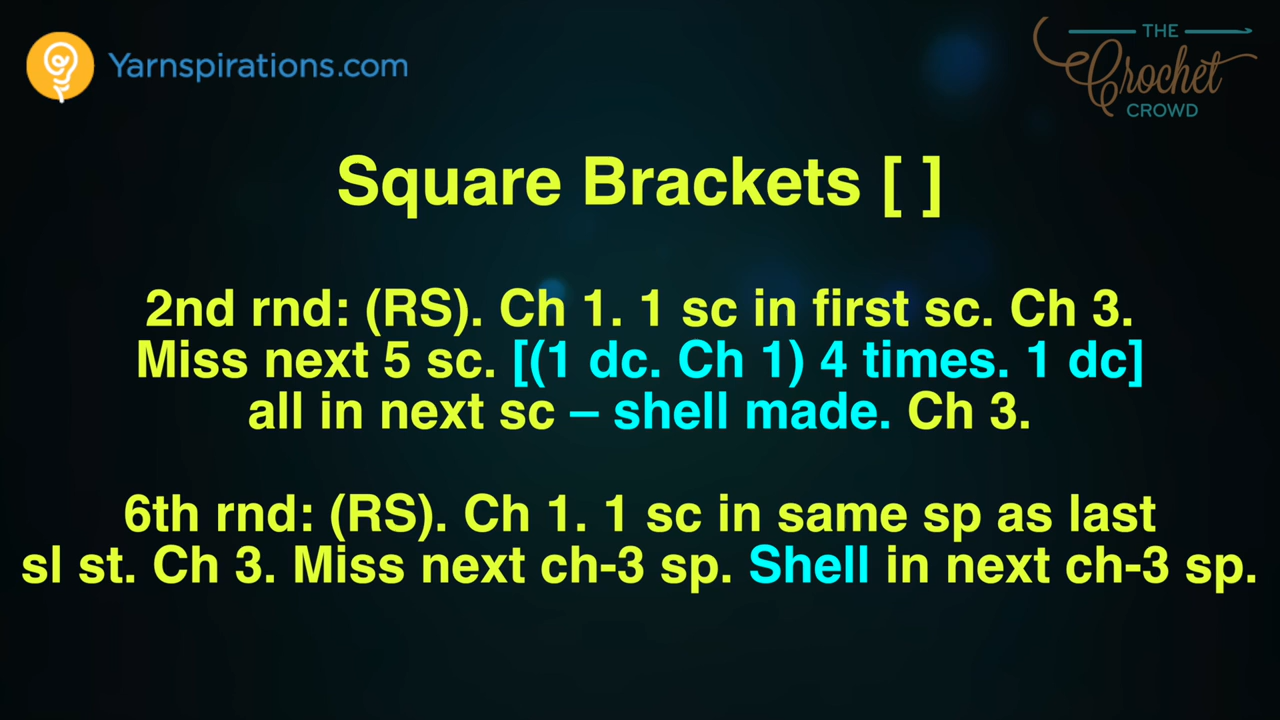 Yarnspirations.com
THE
Crochet
CROWD
Square Brackets [ ]
2nd rnd: (RS). Ch 1. 1 sc in first sc. Ch 3.
Miss next 5 sc. [(1 dc. Ch 1) 4 times. 1 dc]
all in next sc – shell made. Ch 3.
6th rnd: (RS). Ch 1. 1 sc in same sp as last
sl st. Ch 3. Miss next ch-3 sp. Shell in next ch-3 sp.